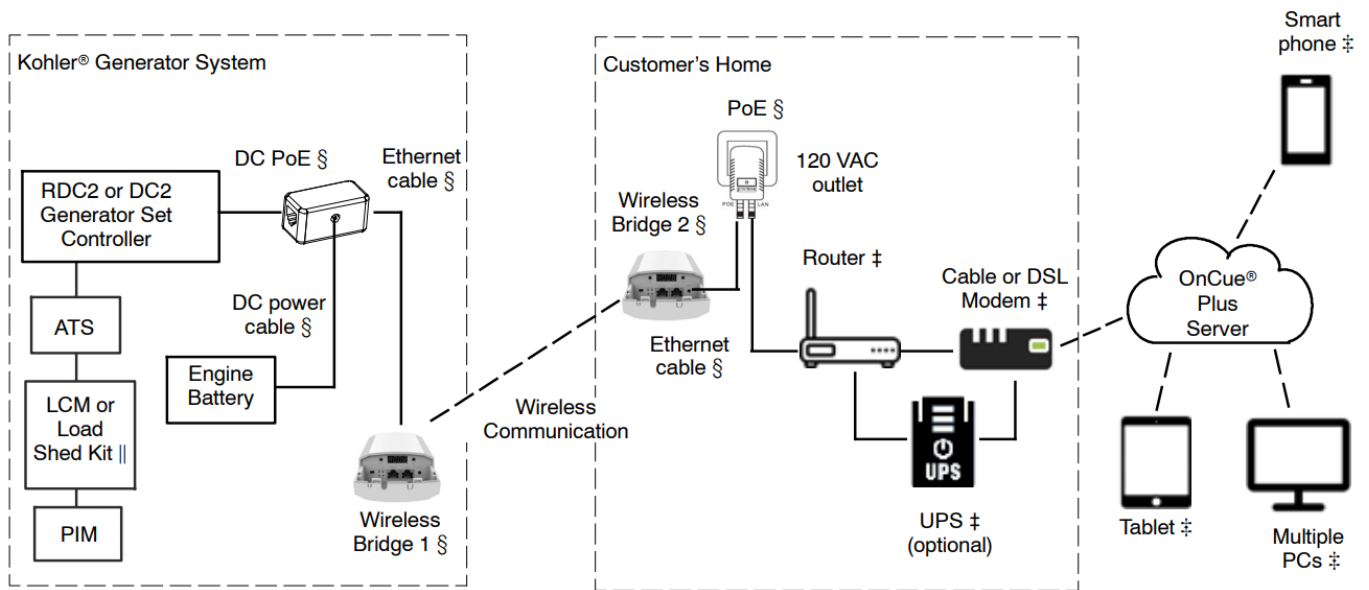 Kohler® Generator System
DC PoE §
Ethernet
cable §
RDC2 or DC2
Generator Set
Controller
ATS
DC power
cable §
Engine
Battery
LCM or
Load
Shed Kit ||
PIM
Wireless
Bridge 1 §
Wireless
Communication
Customer's Home
PoE §
120 VAC
outlet
POE
LAN
Wireless
Bridge 2 §
Ethernet
cable §
Router ‡
Cable or DSL
Modem ‡
UPS
UPS ‡
(optional)
Smart
phone ‡
OnCue®
Plus
Server
Tablet ‡
Multiple
PCs ‡